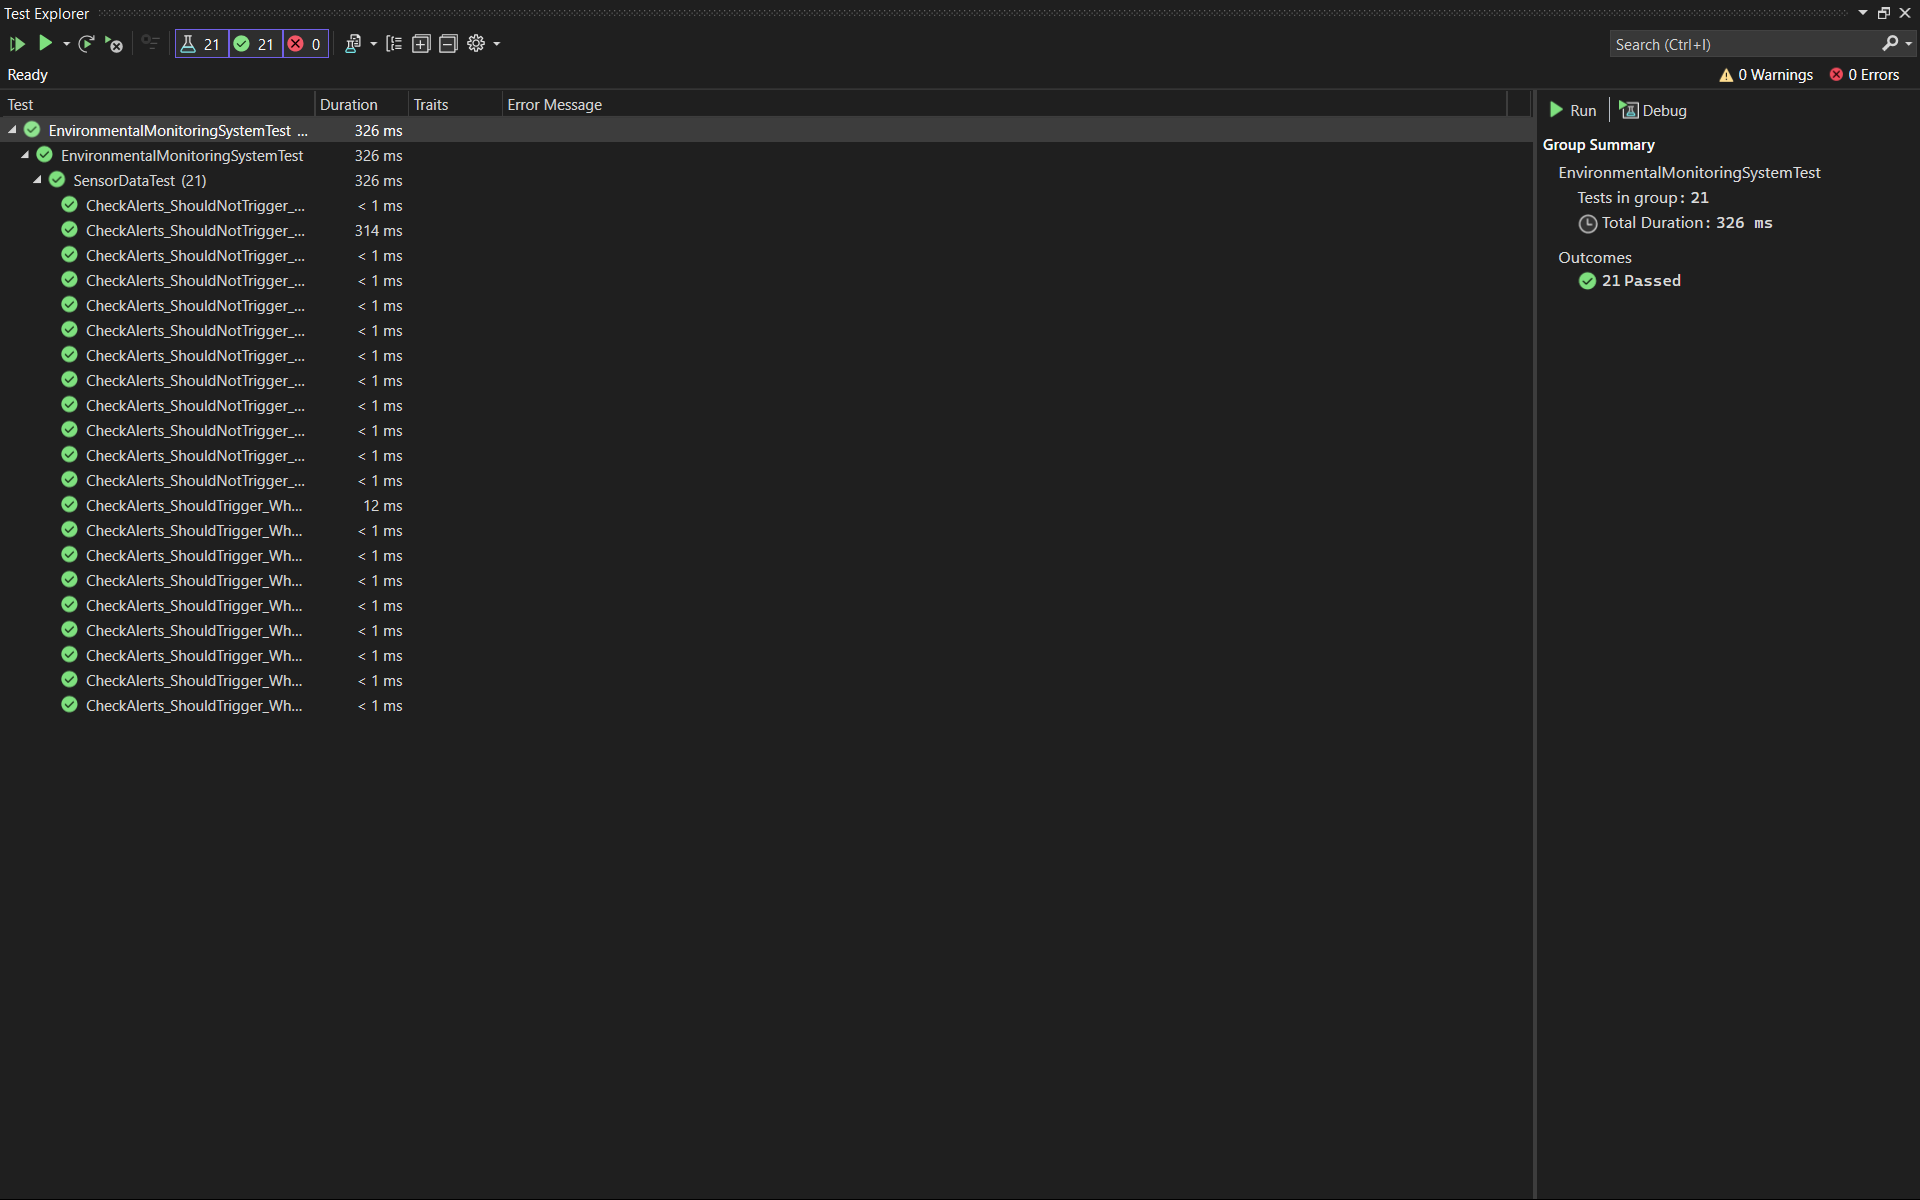 Test Explorer
21 21 0
Search (Ctrl+I)
Ready
0 Warnings 0 Errors
Test Duration Traits Error Message
EnvironmentalMonitoringSystemTest ... 326 ms
EnvironmentalMonitoringSystemTest 326 ms
SensorDataTest (21) 326 ms
CheckAlerts_ShouldNotTrigger_... < 1 ms
CheckAlerts_ShouldNotTrigger_... 314 ms
CheckAlerts_ShouldNotTrigger_... < 1 ms
CheckAlerts_ShouldNotTrigger_... < 1 ms
CheckAlerts_ShouldNotTrigger_... < 1 ms
CheckAlerts_ShouldNotTrigger_... < 1 ms
CheckAlerts_ShouldNotTrigger_... < 1 ms
CheckAlerts_ShouldNotTrigger_... < 1 ms
CheckAlerts_ShouldNotTrigger_... < 1 ms
CheckAlerts_ShouldNotTrigger_... < 1 ms
CheckAlerts_ShouldNotTrigger_... < 1 ms
CheckAlerts_ShouldNotTrigger_... < 1 ms
CheckAlerts_ShouldTrigger_Wh... 12 ms
CheckAlerts_ShouldTrigger_Wh... < 1 ms
CheckAlerts_ShouldTrigger_Wh... < 1 ms
CheckAlerts_ShouldTrigger_Wh... < 1 ms
CheckAlerts_ShouldTrigger_Wh... < 1 ms
CheckAlerts_ShouldTrigger_Wh... < 1 ms
CheckAlerts_ShouldTrigger_Wh... < 1 ms
CheckAlerts_ShouldTrigger_Wh... < 1 ms
CheckAlerts_ShouldTrigger_Wh... < 1 ms
Run Debug
Group Summary
EnvironmentalMonitoringSystemTest
Tests in group: 21
Total Duration: 326 ms
Outcomes
21 Passed